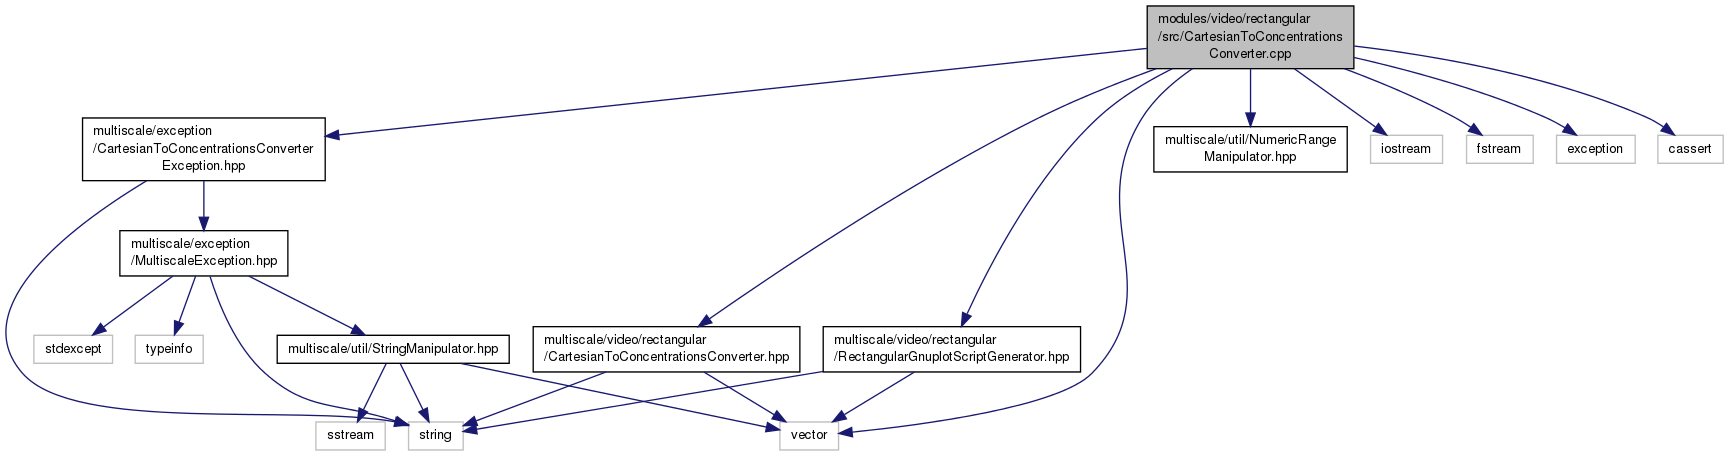 modules/video/rectangular
/src/CartesianToConcentrations
Converter.cpp
multiscale/exception
/CartesianToConcentrationsConverter
Exception.hpp
multiscale/util/NumericRange
Manipulator.hpp
iostream
fstream
exception
cassert
multiscale/exception
/MultiscaleException.hpp
stdexcept
typeinfo
multiscale/util/StringManipulator.hpp
multiscale/video/rectangular
/CartesianToConcentrationsConverter.hpp
multiscale/video/rectangular
/RectangularGnuplotScriptGenerator.hpp
sstream
string
vector